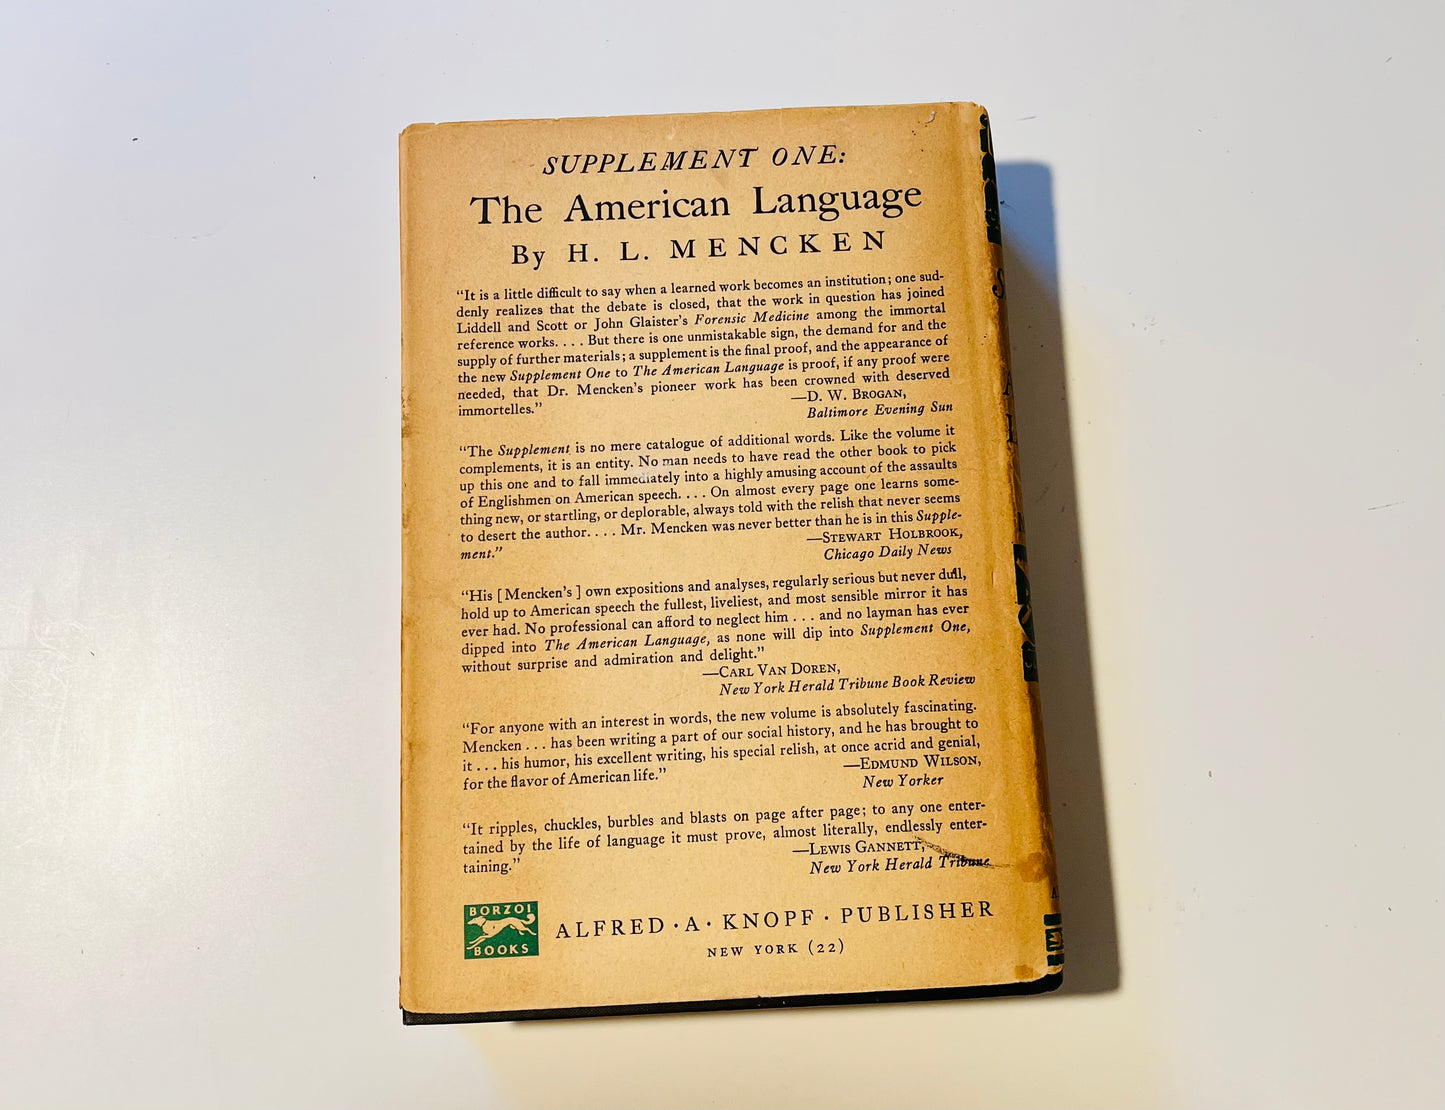 SUPPLEMENT ONE:
The American Language
By H. L. MENCKEN
“It is a little difficult to say when a learned work becomes an institution; one sud-
denly realizes that the debate is closed, that the work in question has joined
Liddell and Scott or John Glaister's Forensic Medicine among the immortal
reference works. . . . But there is one unmistakable sign, the demand for and the
supply of further materials; a supplement is the final proof, and the appearance of
the new Supplement One to The American Language is proof, if any proof were
needed, that Dr. Mencken's pioneer work has been crowned with deserved
immortelles.”
—D. W. BROGAN,
Baltimore Evening Sun
“The Supplement is no mere catalogue of additional words. Like the volume it
complements, it is an entity. No man needs to have read the other book to pick
up this one and to fall immediately into a highly amusing account of the assaults
of Englishmen on American speech. . . . On almost every page one learns some-
thing new, or startling, or deplorable, always told with the relish that never seems
to desert the author. . . . Mr. Mencken was never better than he is in this Supple-
ment.”
—STEWART HOLBROOK,
Chicago Daily News
“His [Mencken's] own expositions and analyses, regularly serious but never dull,
hold up to American speech the fullest, liveliest, and most sensible mirror it has
ever had. No professional can afford to neglect him . . . and no layman has ever
dipped into The American Language, as none will dip into Supplement One,
without surprise and admiration and delight.”
—CARL VAN DOREN,
New York Herald Tribune Book Review
“For anyone with an interest in words, the new volume is absolutely fascinating.
Mencken . . . has been writing a part of our social history, and he has brought to
it . . . his humor, his excellent writing, his special relish, at once acrid and genial,
for the flavor of American life.”
—EDMUND WILSON,
New Yorker
“It ripples, chuckles, burbles and blasts on page after page; to any one enter-
tained by the life of language it must prove, almost literally, endlessly enter-
taining.”
—LEWIS GANNETT,
New York Herald Tribune
BORZOI
BOOKS
ALFRED · A · KNOPF · PUBLISHER
NEW YORK (22)